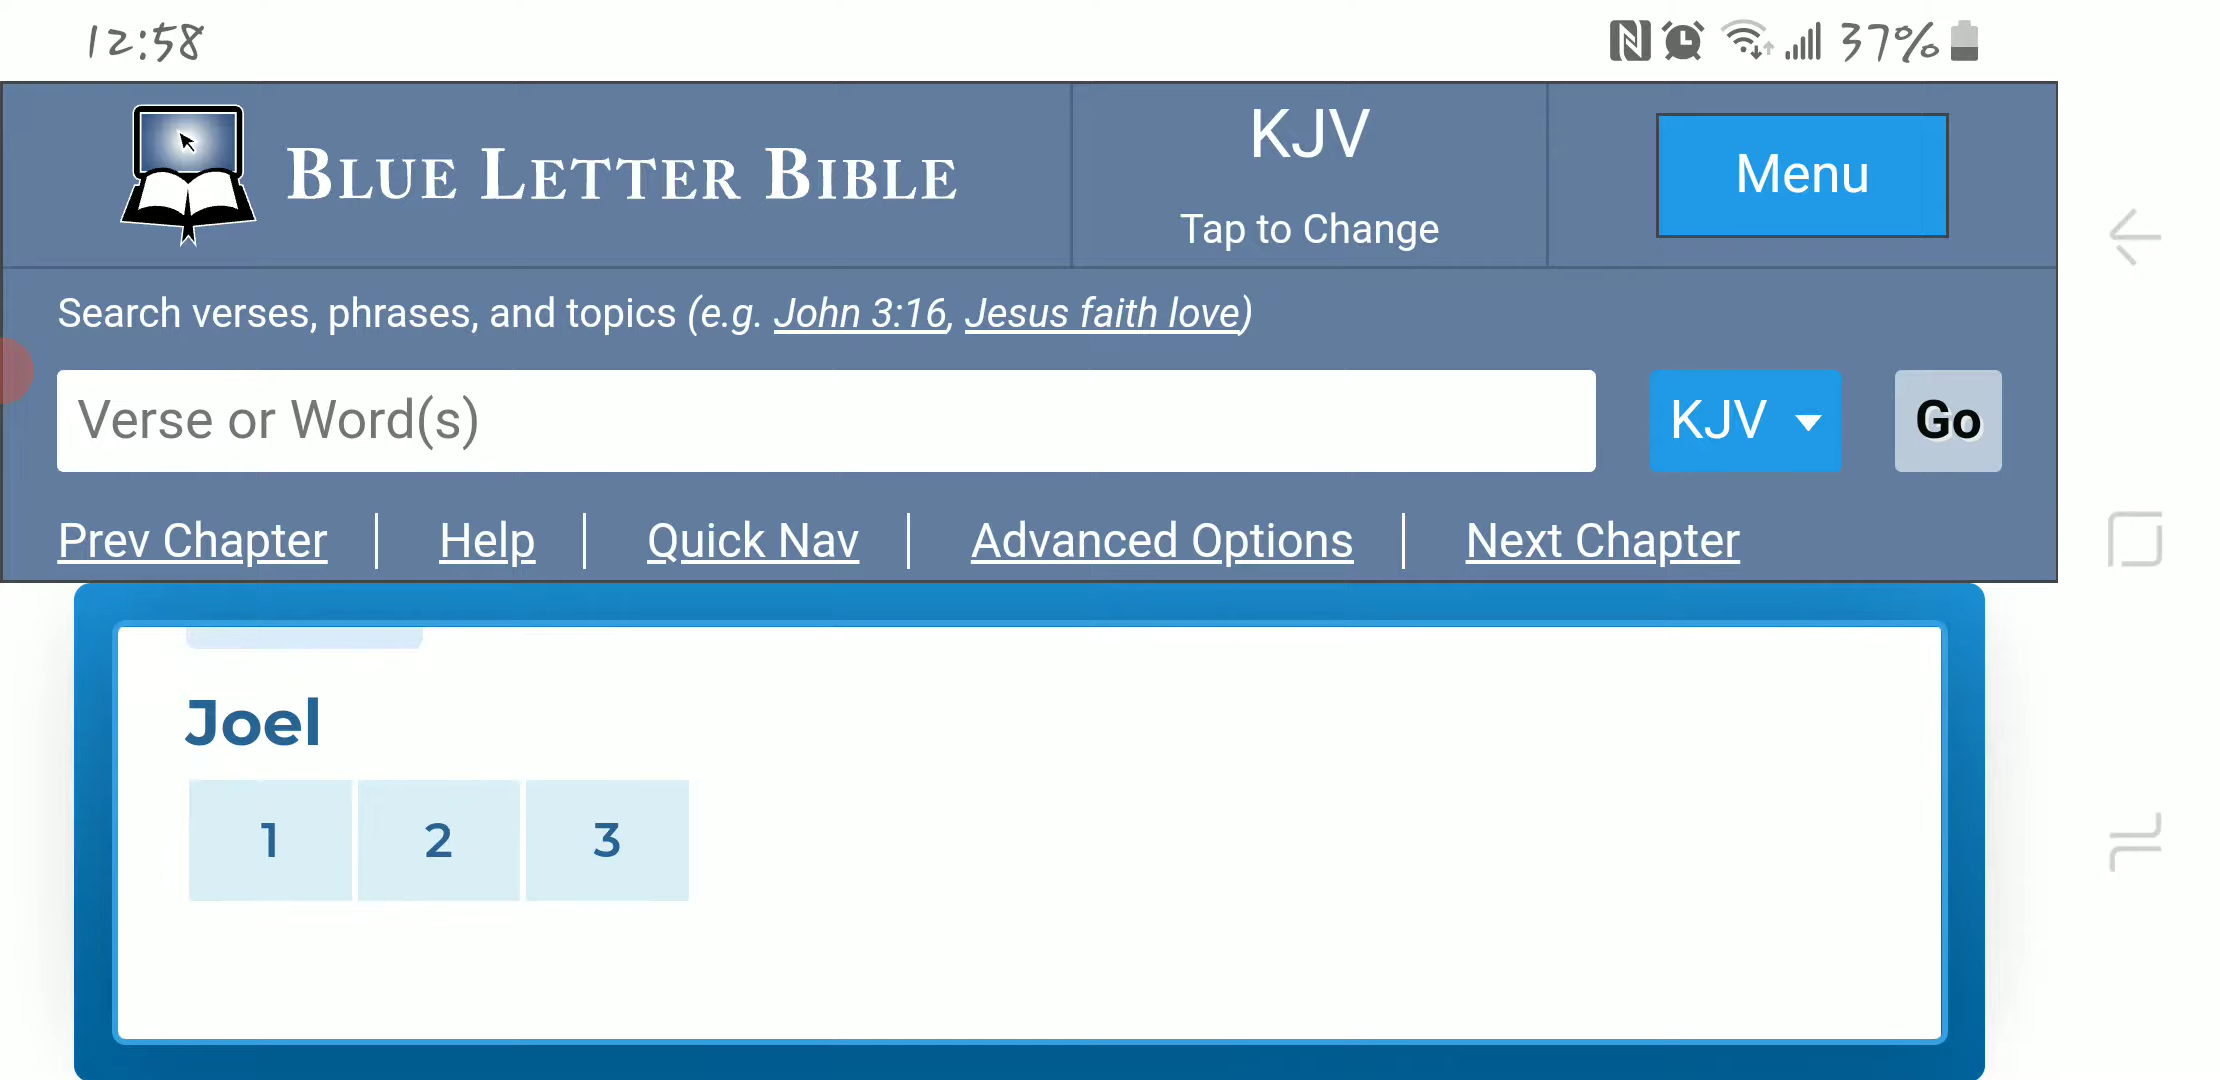 12:58
37%
BLUE LETTER BIBLE
KJV
Tap to Change
Menu
Search verses, phrases, and topics (e.g. John 3:16, Jesus faith love)
Verse or Word(s)
KJV
Go
Prev Chapter | Help | Quick Nav | Advanced Options | Next Chapter
Joel
1 2 3